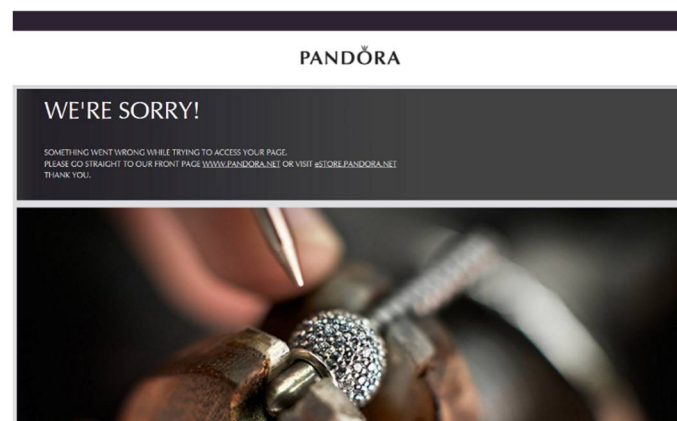 PANDORA
WE'RE SORRY!
SOMETHING WENT WRONG WHILE TRYING TO ACCESS YOUR PAGE.
PLEASE GO STRAIGHT TO OUR FRONT PAGE WWW.PANDORA.NET OR VISIT eSTORE.PANDORA.NET
THANK YOU.